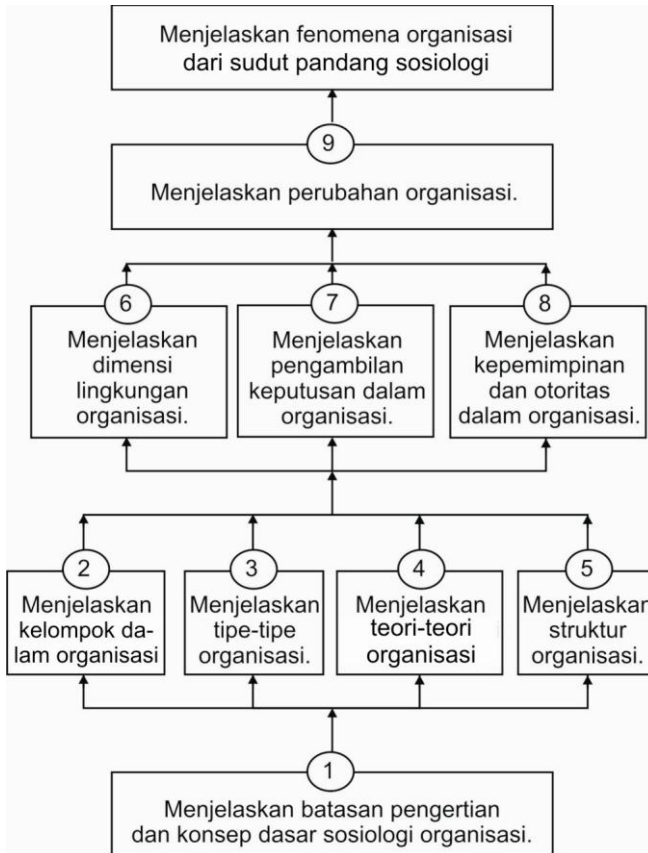 Menjelaskan fenomena organisasi
dari sudut pandang sosiologi
9
Menjelaskan perubahan organisasi.
6
Menjelaskan
dimensi
lingkungan
organisasi.
7
Menjelaskan
pengambilan
keputusan dalam
organisasi.
8
Menjelaskan
kepemimpinan
dan otoritas
dalam organisasi.
2
Menjelaskan
kelompok da-
lam organisasi
3
Menjelaskan
tipe-tipe
organisasi.
4
Menjelaskan
teori-teori
organisasi
5
Menjelaskan
struktur
organisasi.
1
Menjelaskan batasan pengertian
dan konsep dasar sosiologi organisasi.